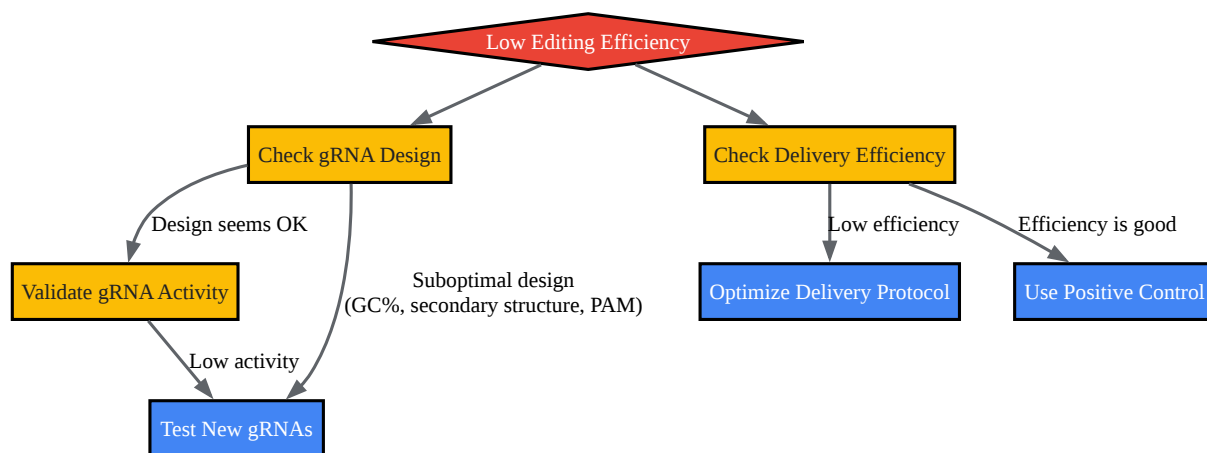 Low Editing Efficiency
Check gRNA Design
Check Delivery Efficiency
Design seems OK
Low efficiency
Efficiency is good
Validate gRNA Activity
Suboptimal design
(GC%, secondary structure, PAM)
Optimize Delivery Protocol
Use Positive Control
Low activity
Test New gRNAs